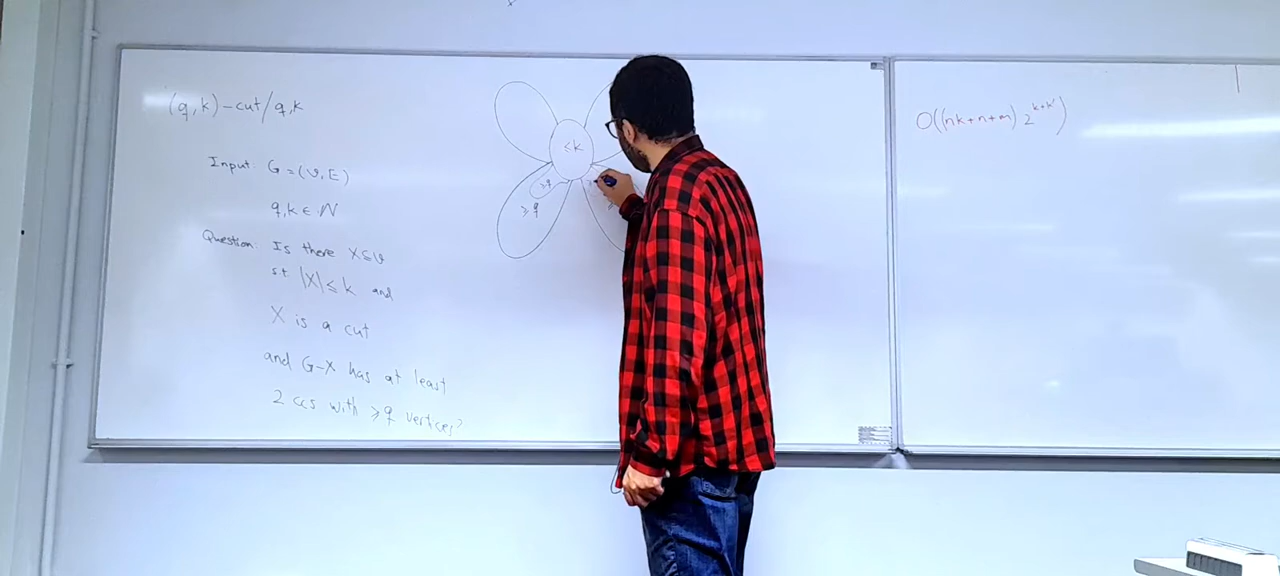 (q,k)-cut/q,k
Input: G=(V,E)
q,k∈N
Question: Is there X⊆V
s.t. |X|≤k and
X is a cut
and G-X has at least
2 ccs with ≥q vertices?
≤k
≥q
≥q
O((nk+n+m) 2^{k+k'})